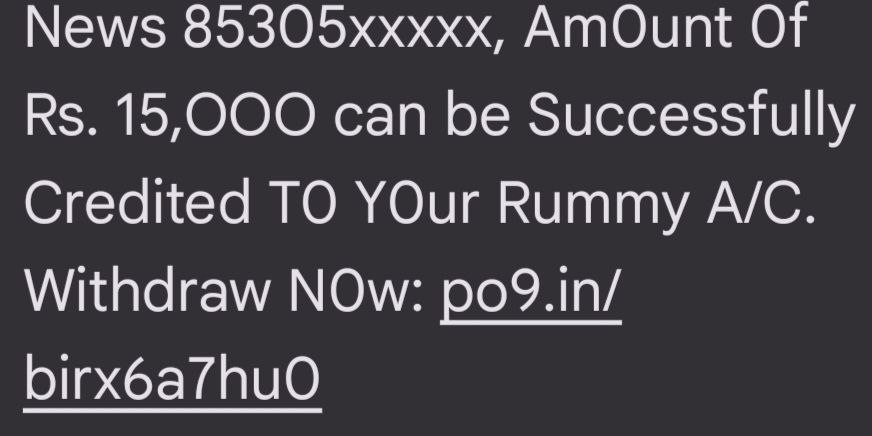 News 85305xxxxx, Am0unt 0f
Rs. 15,OOO can be Successfully
Credited T0 Y0ur Rummy A/C.
Withdraw N0w: po9.in/
birx6a7hu0